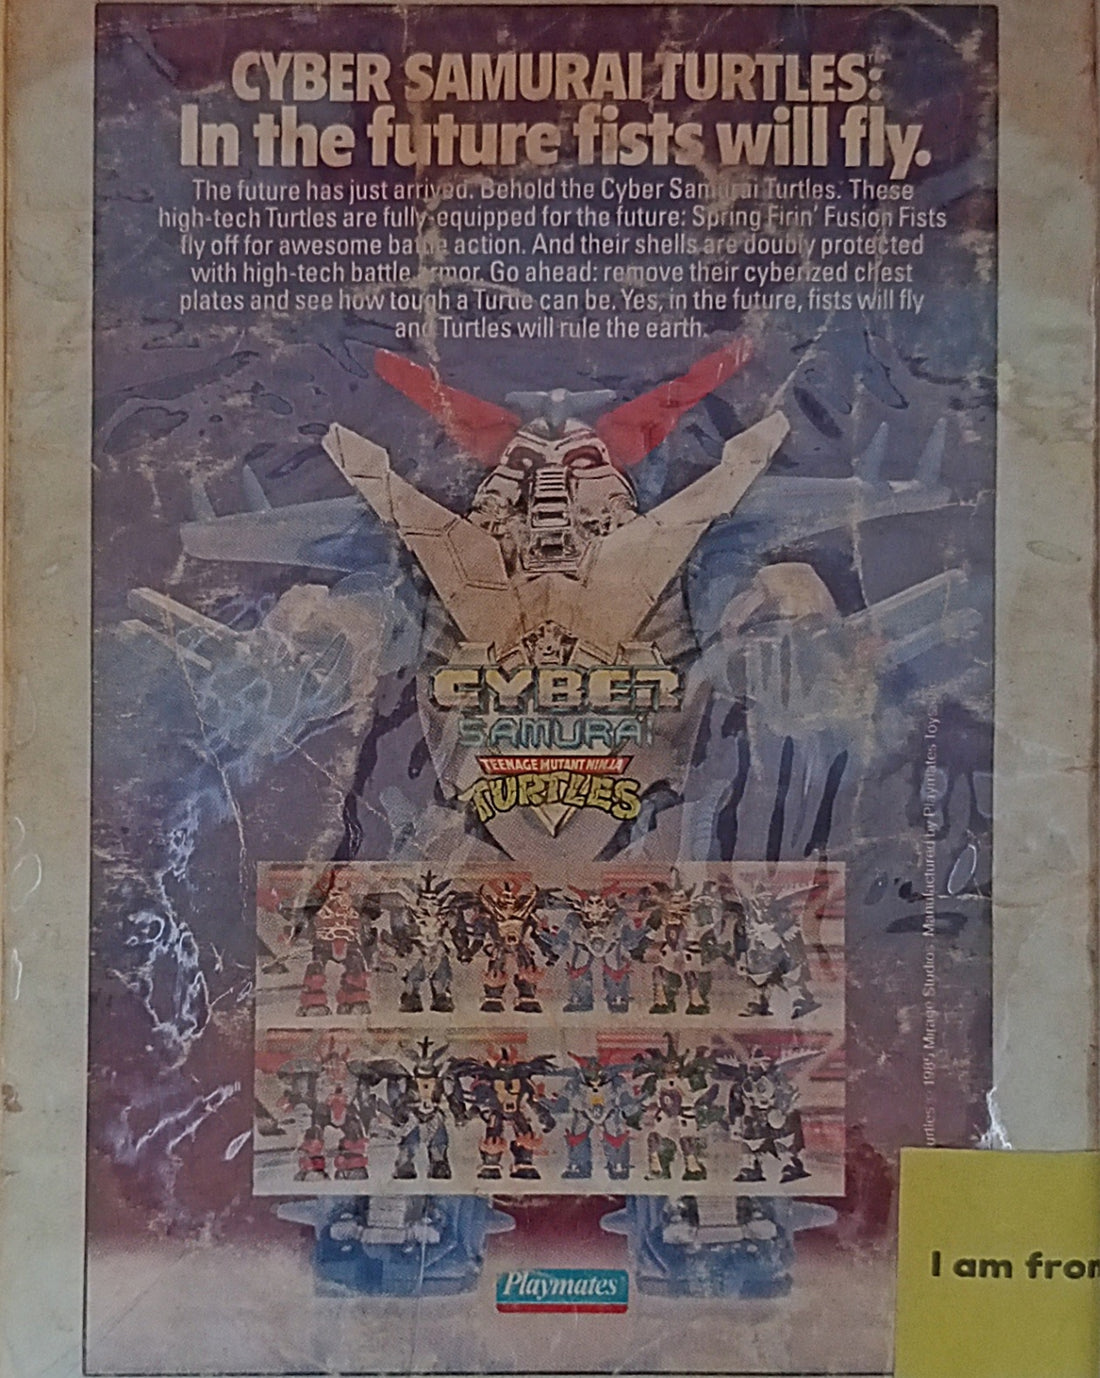 CYBER SAMURAI TURTLES:
In the future fists will fly.
The future has just arrived. Behold the Cyber Samurai Turtles. These
high-tech Turtles are fully-equipped for the future: Spring Firin' Fusion Fists
fly off for awesome battle action. And their shells are doubly protected
with high-tech battle armor. Go ahead: remove their cyberized chest
plates and see how tough a Turtle can be. Yes, in the future, fists will fly
and Turtles will rule the earth.
CYBER
SAMURAI
TEENAGE MUTANT NINJA
TURTLES
Turtles © 1985 Mirage Studios. Manufactured by Playmates Toys
Playmates
I am from